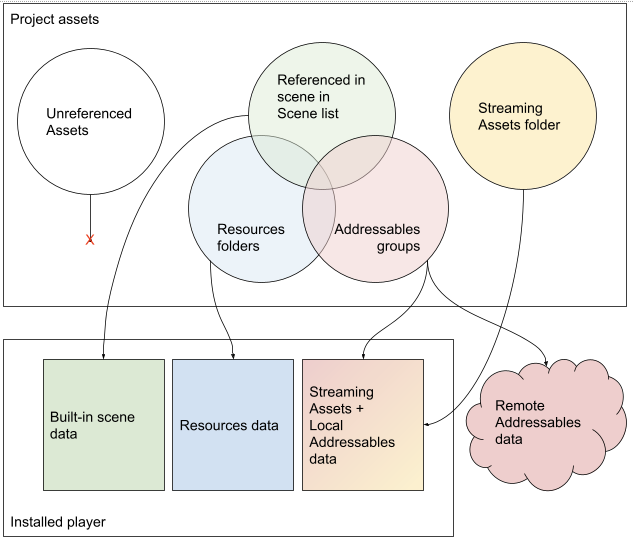 Project assets
Unreferenced
Assets
Referenced in
scene in
Scene list
Streaming
Assets folder
Resources
folders
Addressables
groups
Built-in scene
data
Resources data
Streaming
Assets +
Local
Addressables
data
Remote
Addressables
data
Installed player